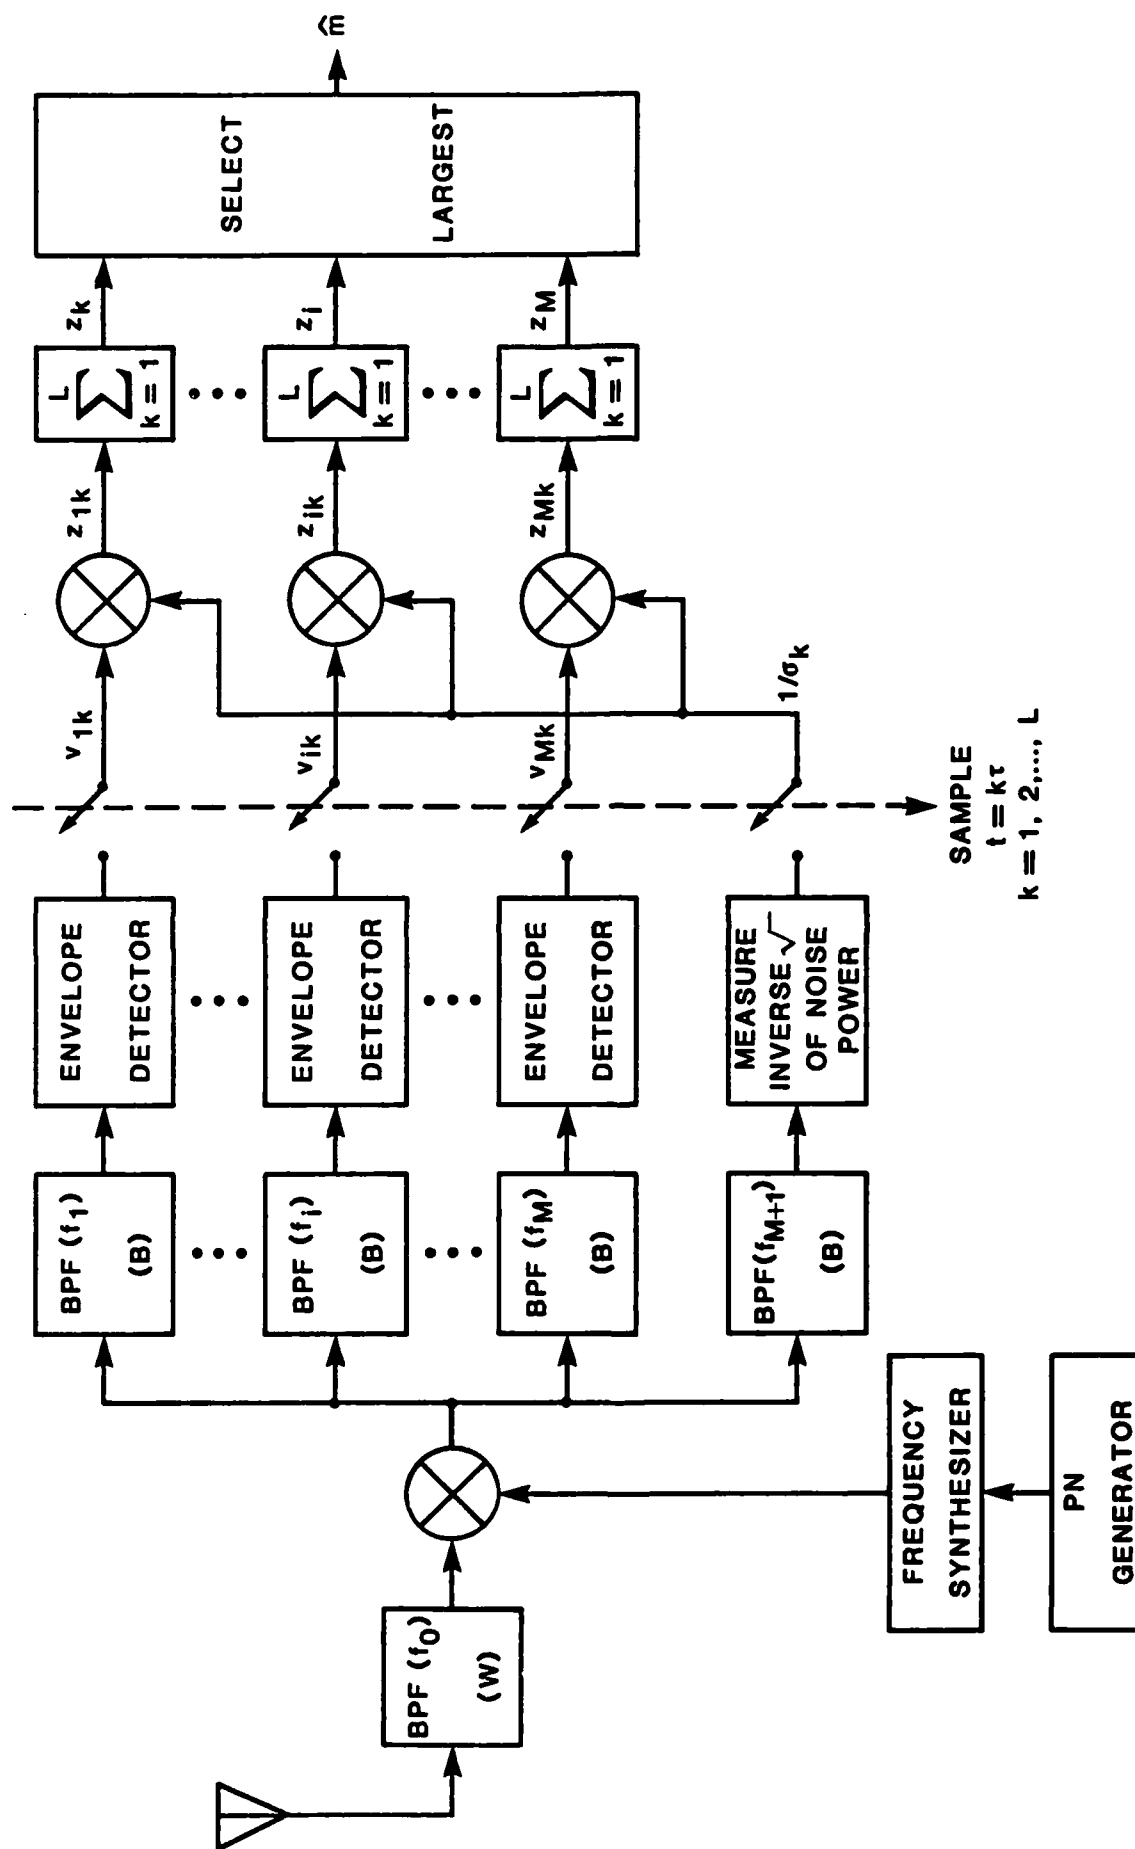 BPF (f0)
(W)
PN
GENERATOR
FREQUENCY
SYNTHESIZER
BPF (f1)
(B)
ENVELOPE
DETECTOR
v1k
z1k
L
∑
k = 1
zk
BPF (fi)
(B)
ENVELOPE
DETECTOR
vik
zik
L
∑
k = 1
zi
BPF (fM)
(B)
ENVELOPE
DETECTOR
vMk
zMk
L
∑
k = 1
zM
BPF(fM+1)
(B)
MEASURE
INVERSE √
OF NOISE
POWER
1/σk
SAMPLE
t = kτ
k = 1, 2,..., L
SELECT
LARGEST
m̂